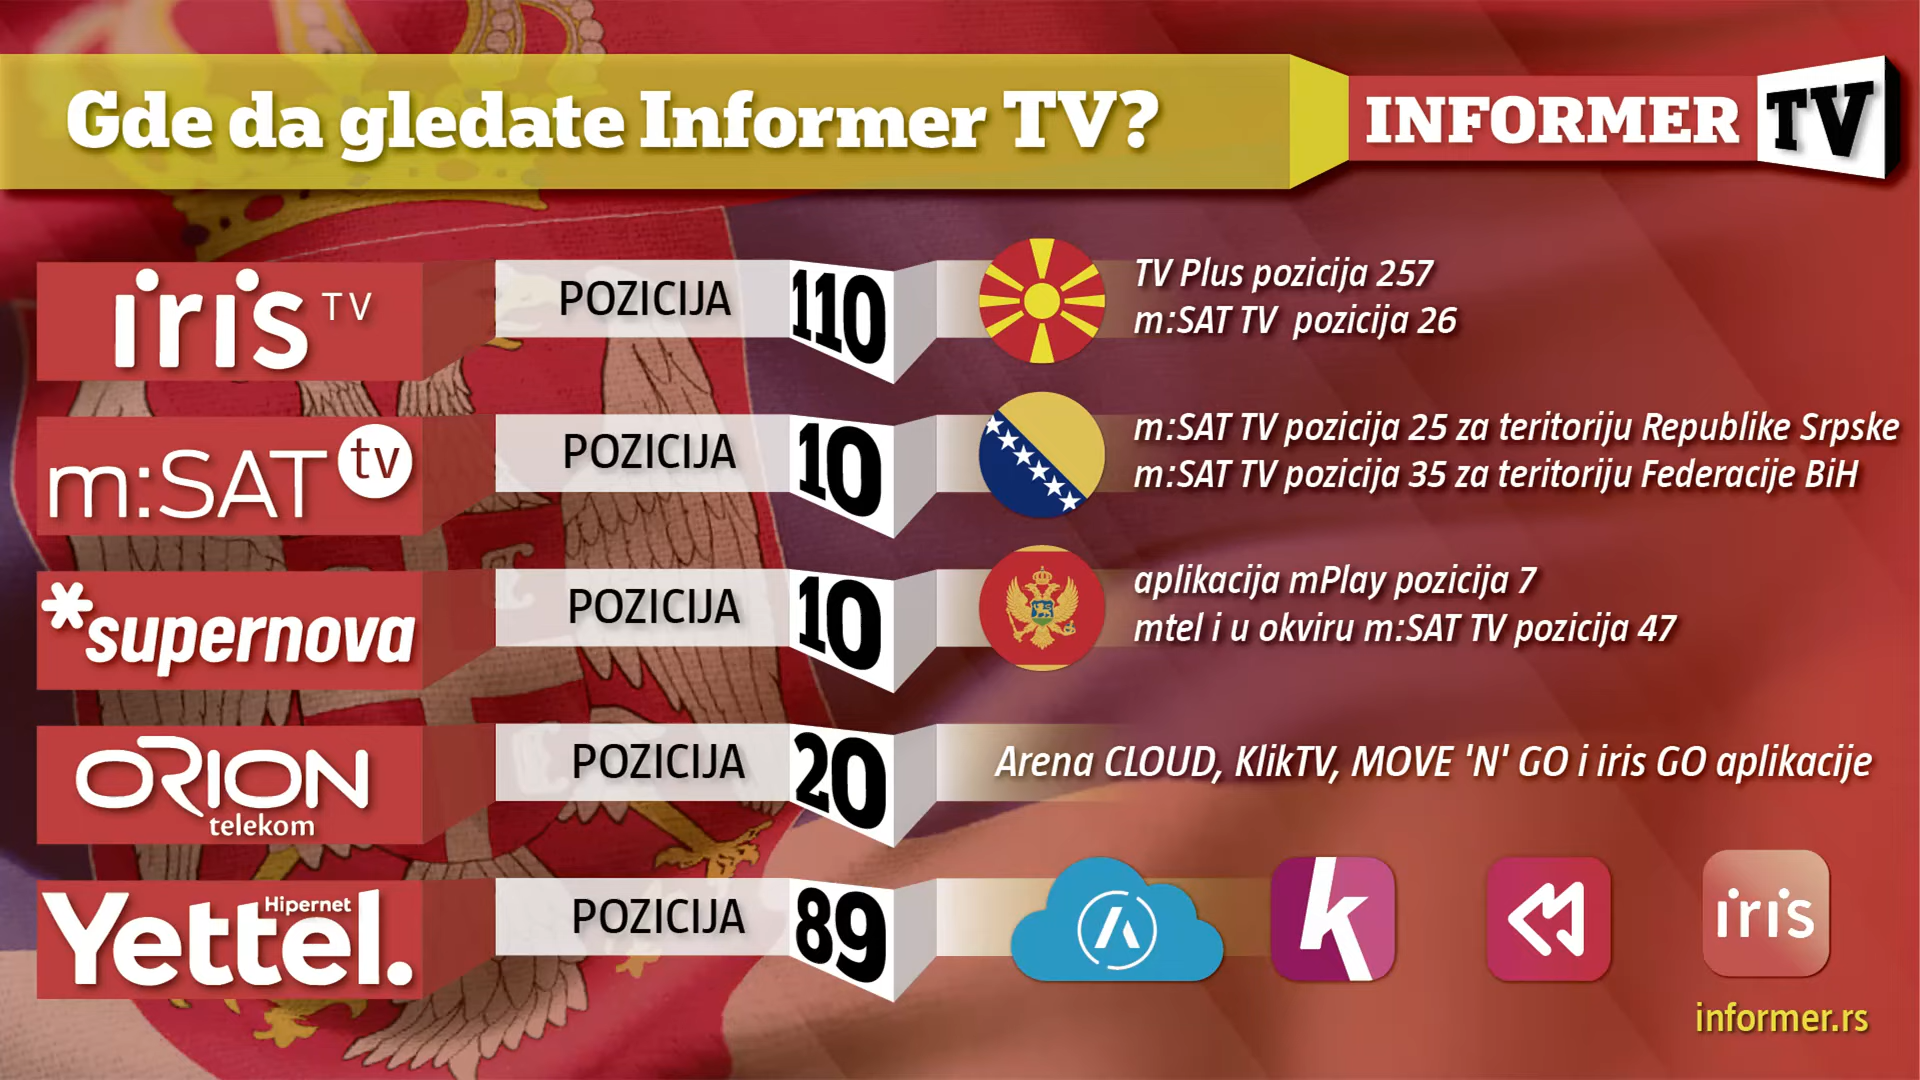 Gde da gledate Informer TV?
INFORMER TV
iris TV
POZICIJA 110
m:SAT tv
POZICIJA 10
*supernova
POZICIJA 10
ORION
telekom
POZICIJA 20
Hipernet
Yettel.
POZICIJA 89
TV Plus pozicija 257
m:SAT TV pozicija 26
m:SAT TV pozicija 25 za teritoriju Republike Srpske
m:SAT TV pozicija 35 za teritoriju Federacije BiH
aplikacija mPlay pozicija 7
mtel i u okviru m:SAT TV pozicija 47
Arena CLOUD, KlikTV, MOVE 'N' GO i iris GO aplikacije
k
iris
informer.rs